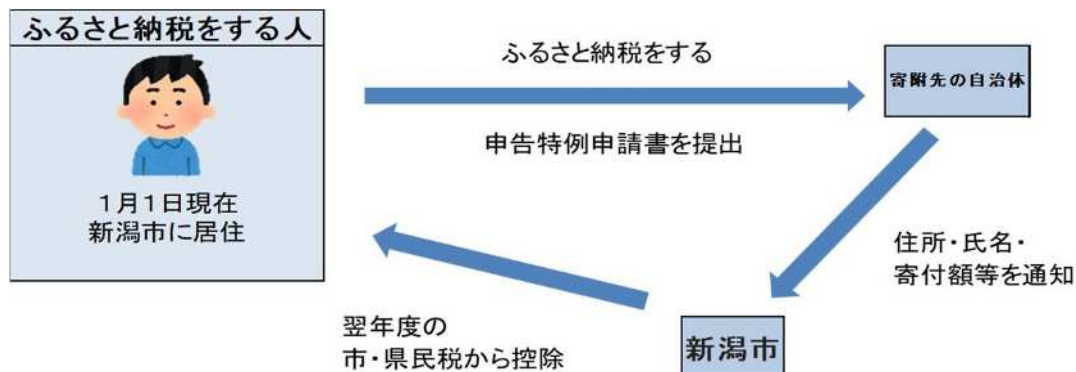 ふるさと納税をする人
1月1日現在
新潟市に居住
ふるさと納税をする
申告特例申請書を提出
寄附先の自治体
住所・氏名・
寄付額等を通知
新潟市
翌年度の
市・県民税から控除